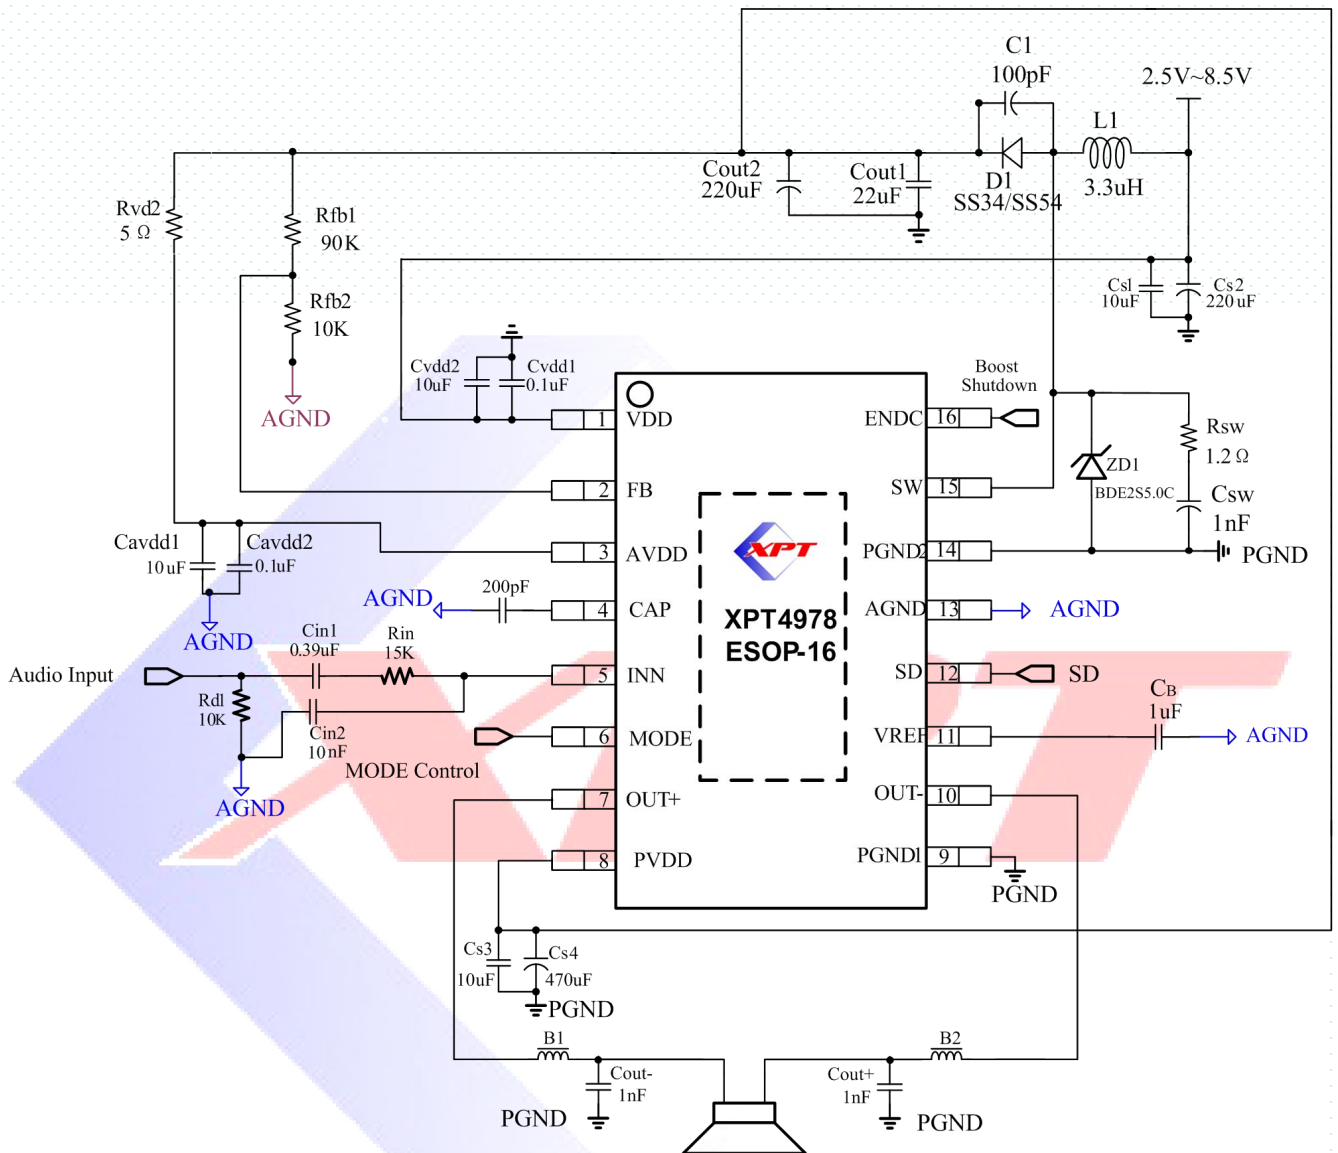 C1
100pF
2.5V~8.5V
L1
3.3uH
D1
SS34/SS54
Cout2
220uF
Cout1
22uF
Rvd2
5 Ω
Rfb1
90K
Rfb2
10K
AGND
Cs1
10uF
Cs2
220uF
Cvdd2
10uF
Cvdd1
0.1uF
Boost
Shutdown
1 VDD
ENDC 16
Rsw
1.2 Ω
ZD1
BDE2S5.0C
Csw
1nF
2 FB
SW 15
Cavdd1
10uF
Cavdd2
0.1uF
AGND
3 AVDD
PGND2 14
PGND
XPT
200pF
AGND
4 CAP
AGND 13
AGND
XPT4978
ESOP-16
Cin1
0.39uF
Rin
15K
Audio Input
5 INN
SD 12
SD
Rdl
10K
Cin2
10nF
AGND
CB
1uF
6 MODE
VREF 11
AGND
MODE Control
7 OUT+
OUT- 10
8 PVDD
PGND1 9
PGND
Cs3
10uF
Cs4
470uF
PGND
B1
B2
Cout-
1nF
Cout+
1nF
PGND
PGND
XPT